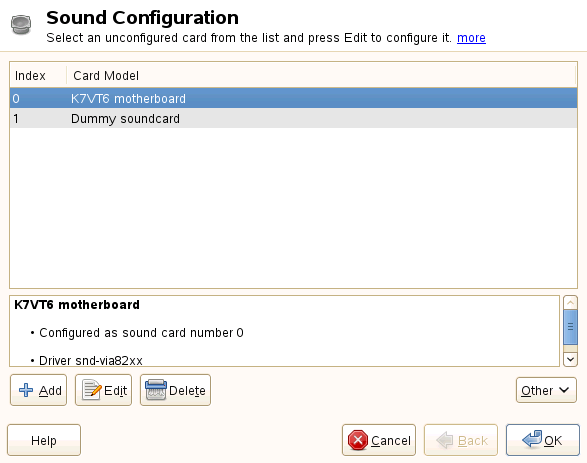 Sound Configuration
Select an unconfigured card from the list and press Edit to configure it. more
Index Card Model
0 K7VT6 motherboard
1 Dummy soundcard
K7VT6 motherboard
• Configured as sound card number 0
• Driver snd-via82xx
Add Edit Delete Other
Help Cancel Back OK